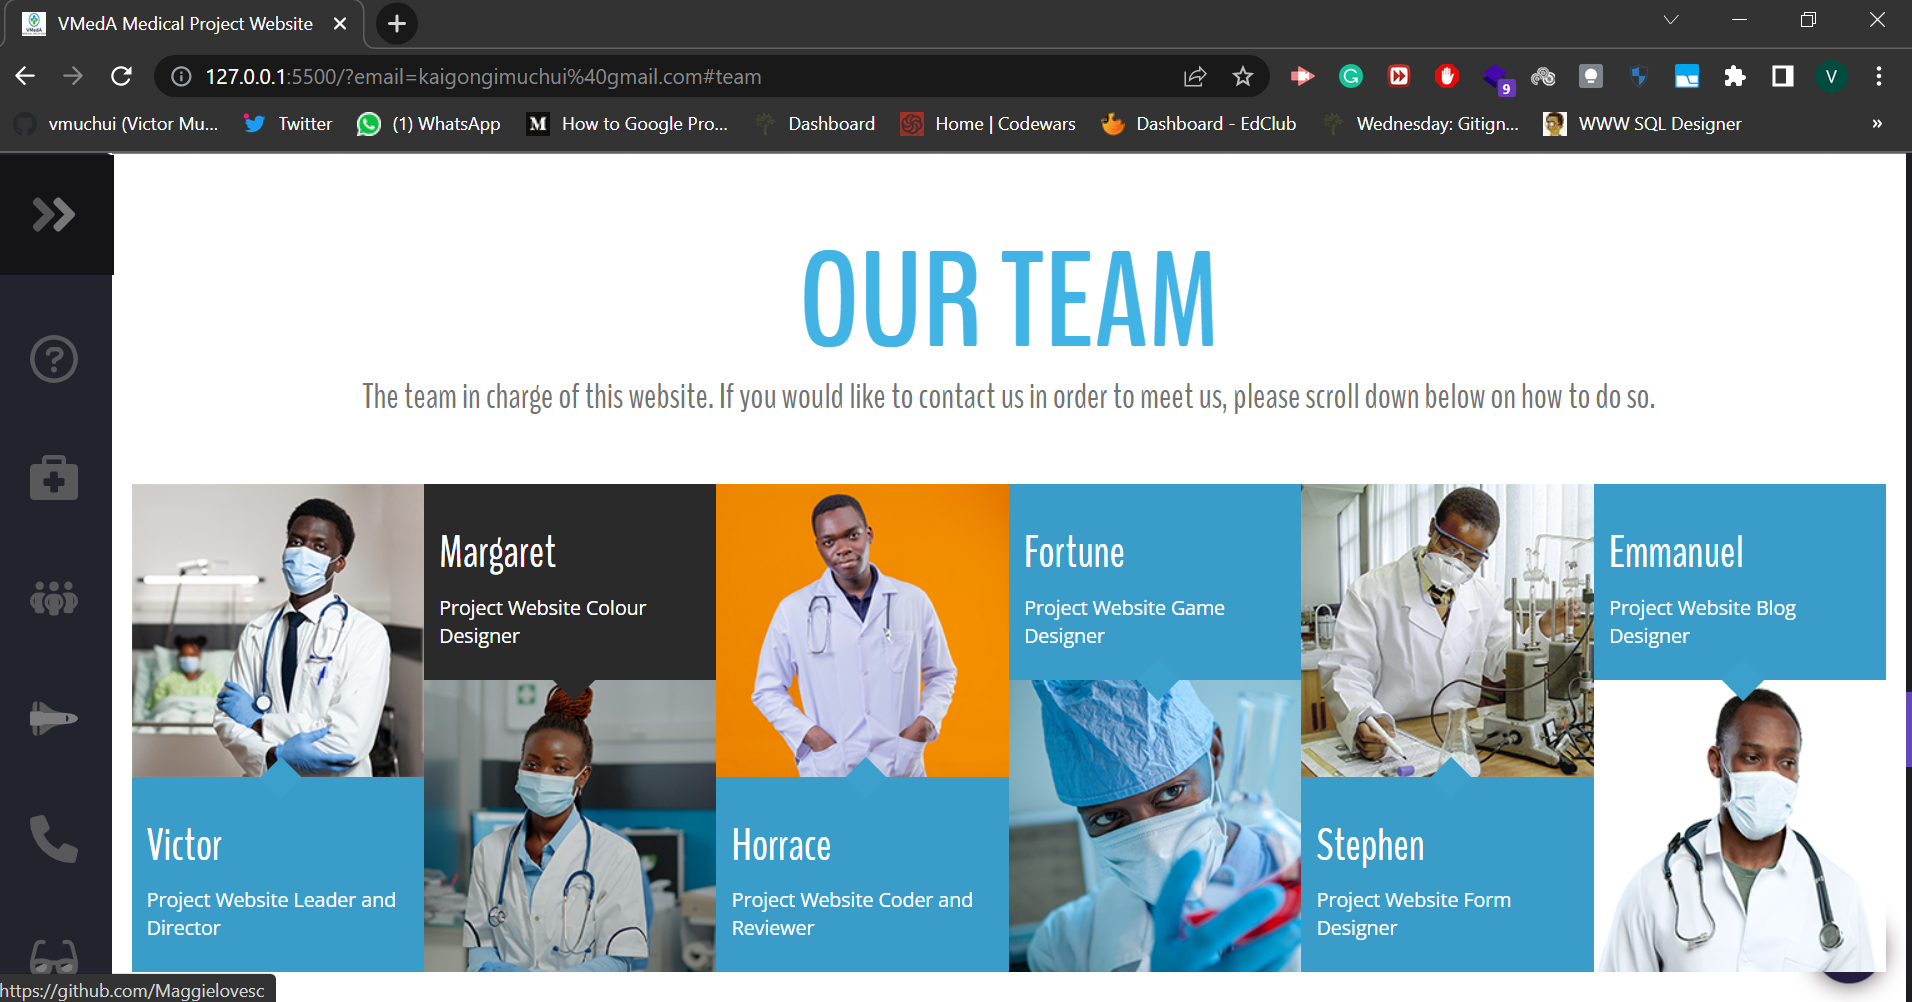 VMedA Medical Project Website
127.0.0.1:5500/?email=kaigongimuchui%40gmail.com#team
9
V
vmuchui (Victor Mu...
Twitter
(1) WhatsApp
M
How to Google Pro...
Dashboard
Home | Codewars
Dashboard - EdClub
Wednesday: Gitign...
WWW SQL Designer
»
OUR TEAM
The team in charge of this website. If you would like to contact us in order to meet us, please scroll down below on how to do so.
Margaret
Project Website Colour
Designer
Fortune
Project Website Game
Designer
Emmanuel
Project Website Blog
Designer
Victor
Project Website Leader and
Director
Horrace
Project Website Coder and
Reviewer
Stephen
Project Website Form
Designer
https://github.com/Maggielovesc